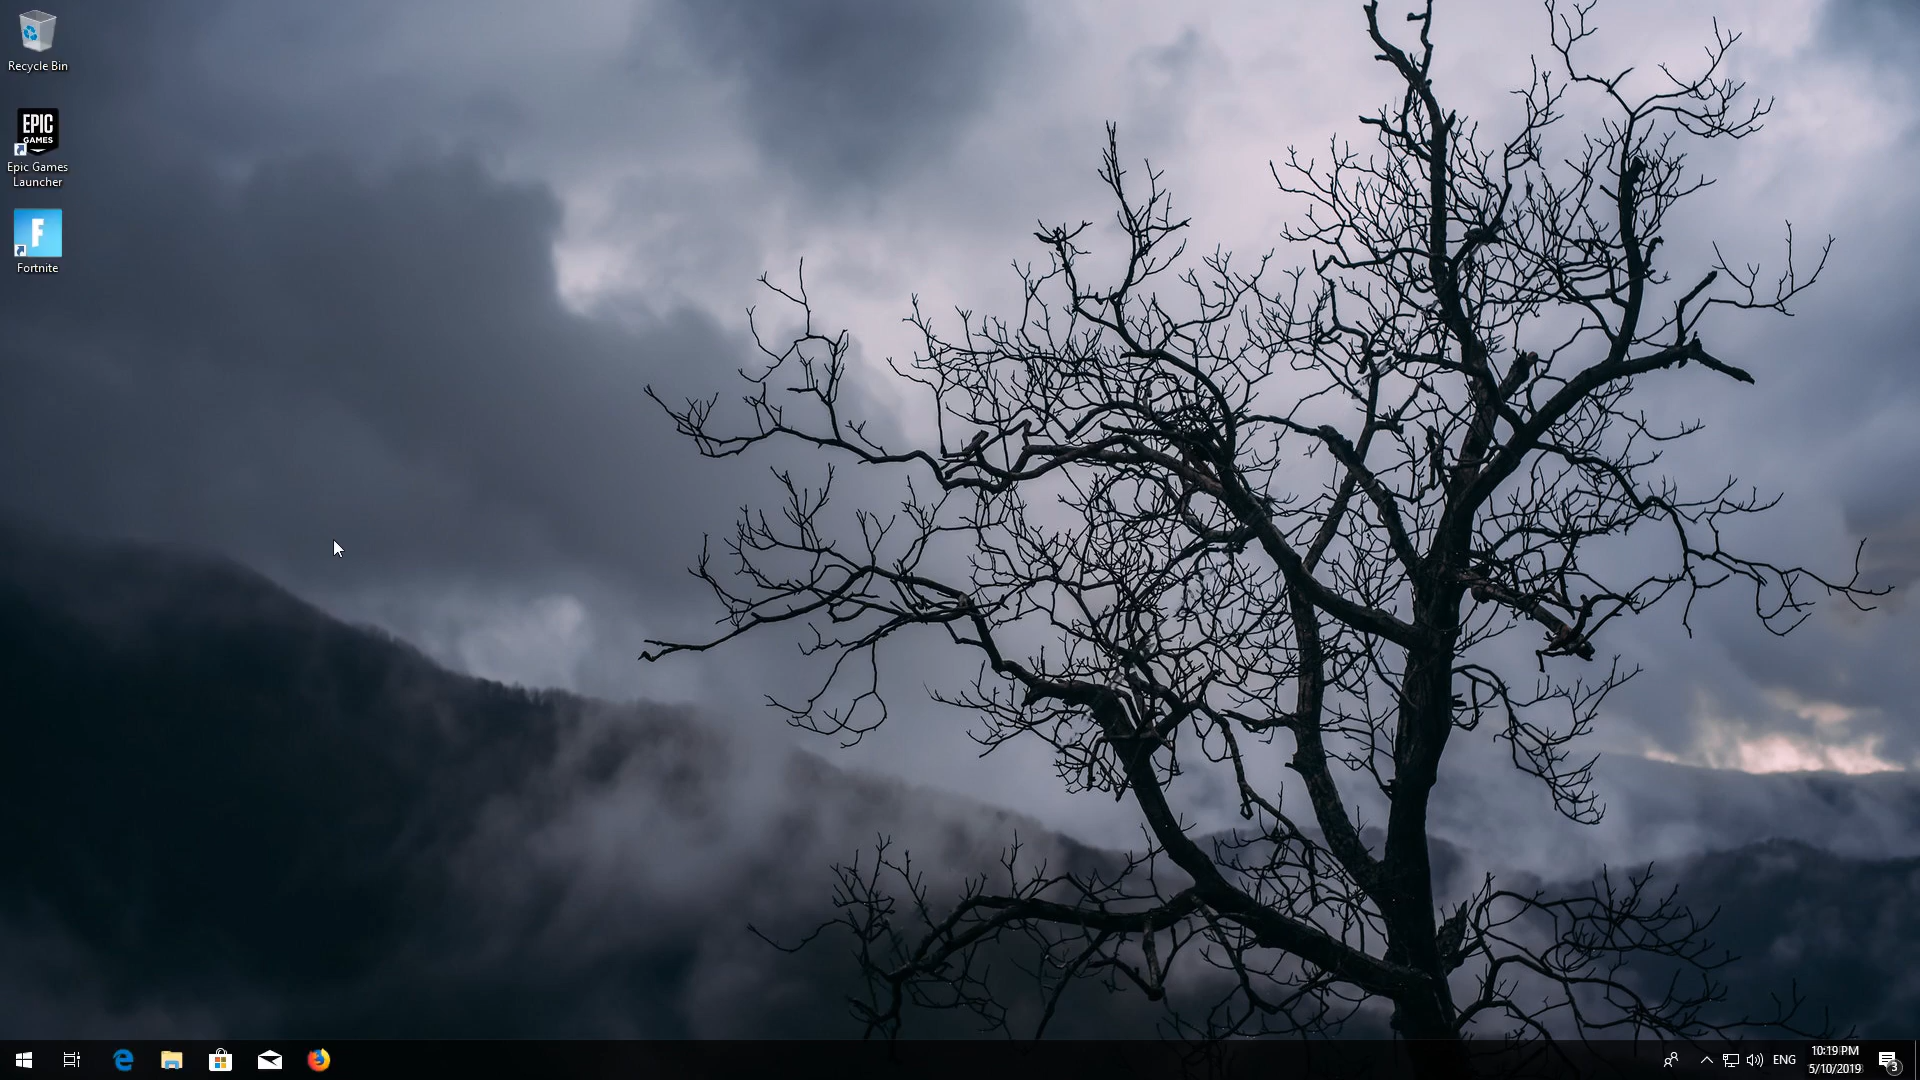 Recycle Bin
EPIC
GAMES
Epic Games
Launcher
F
Fortnite
ENG
10:19 PM
5/10/2019
3